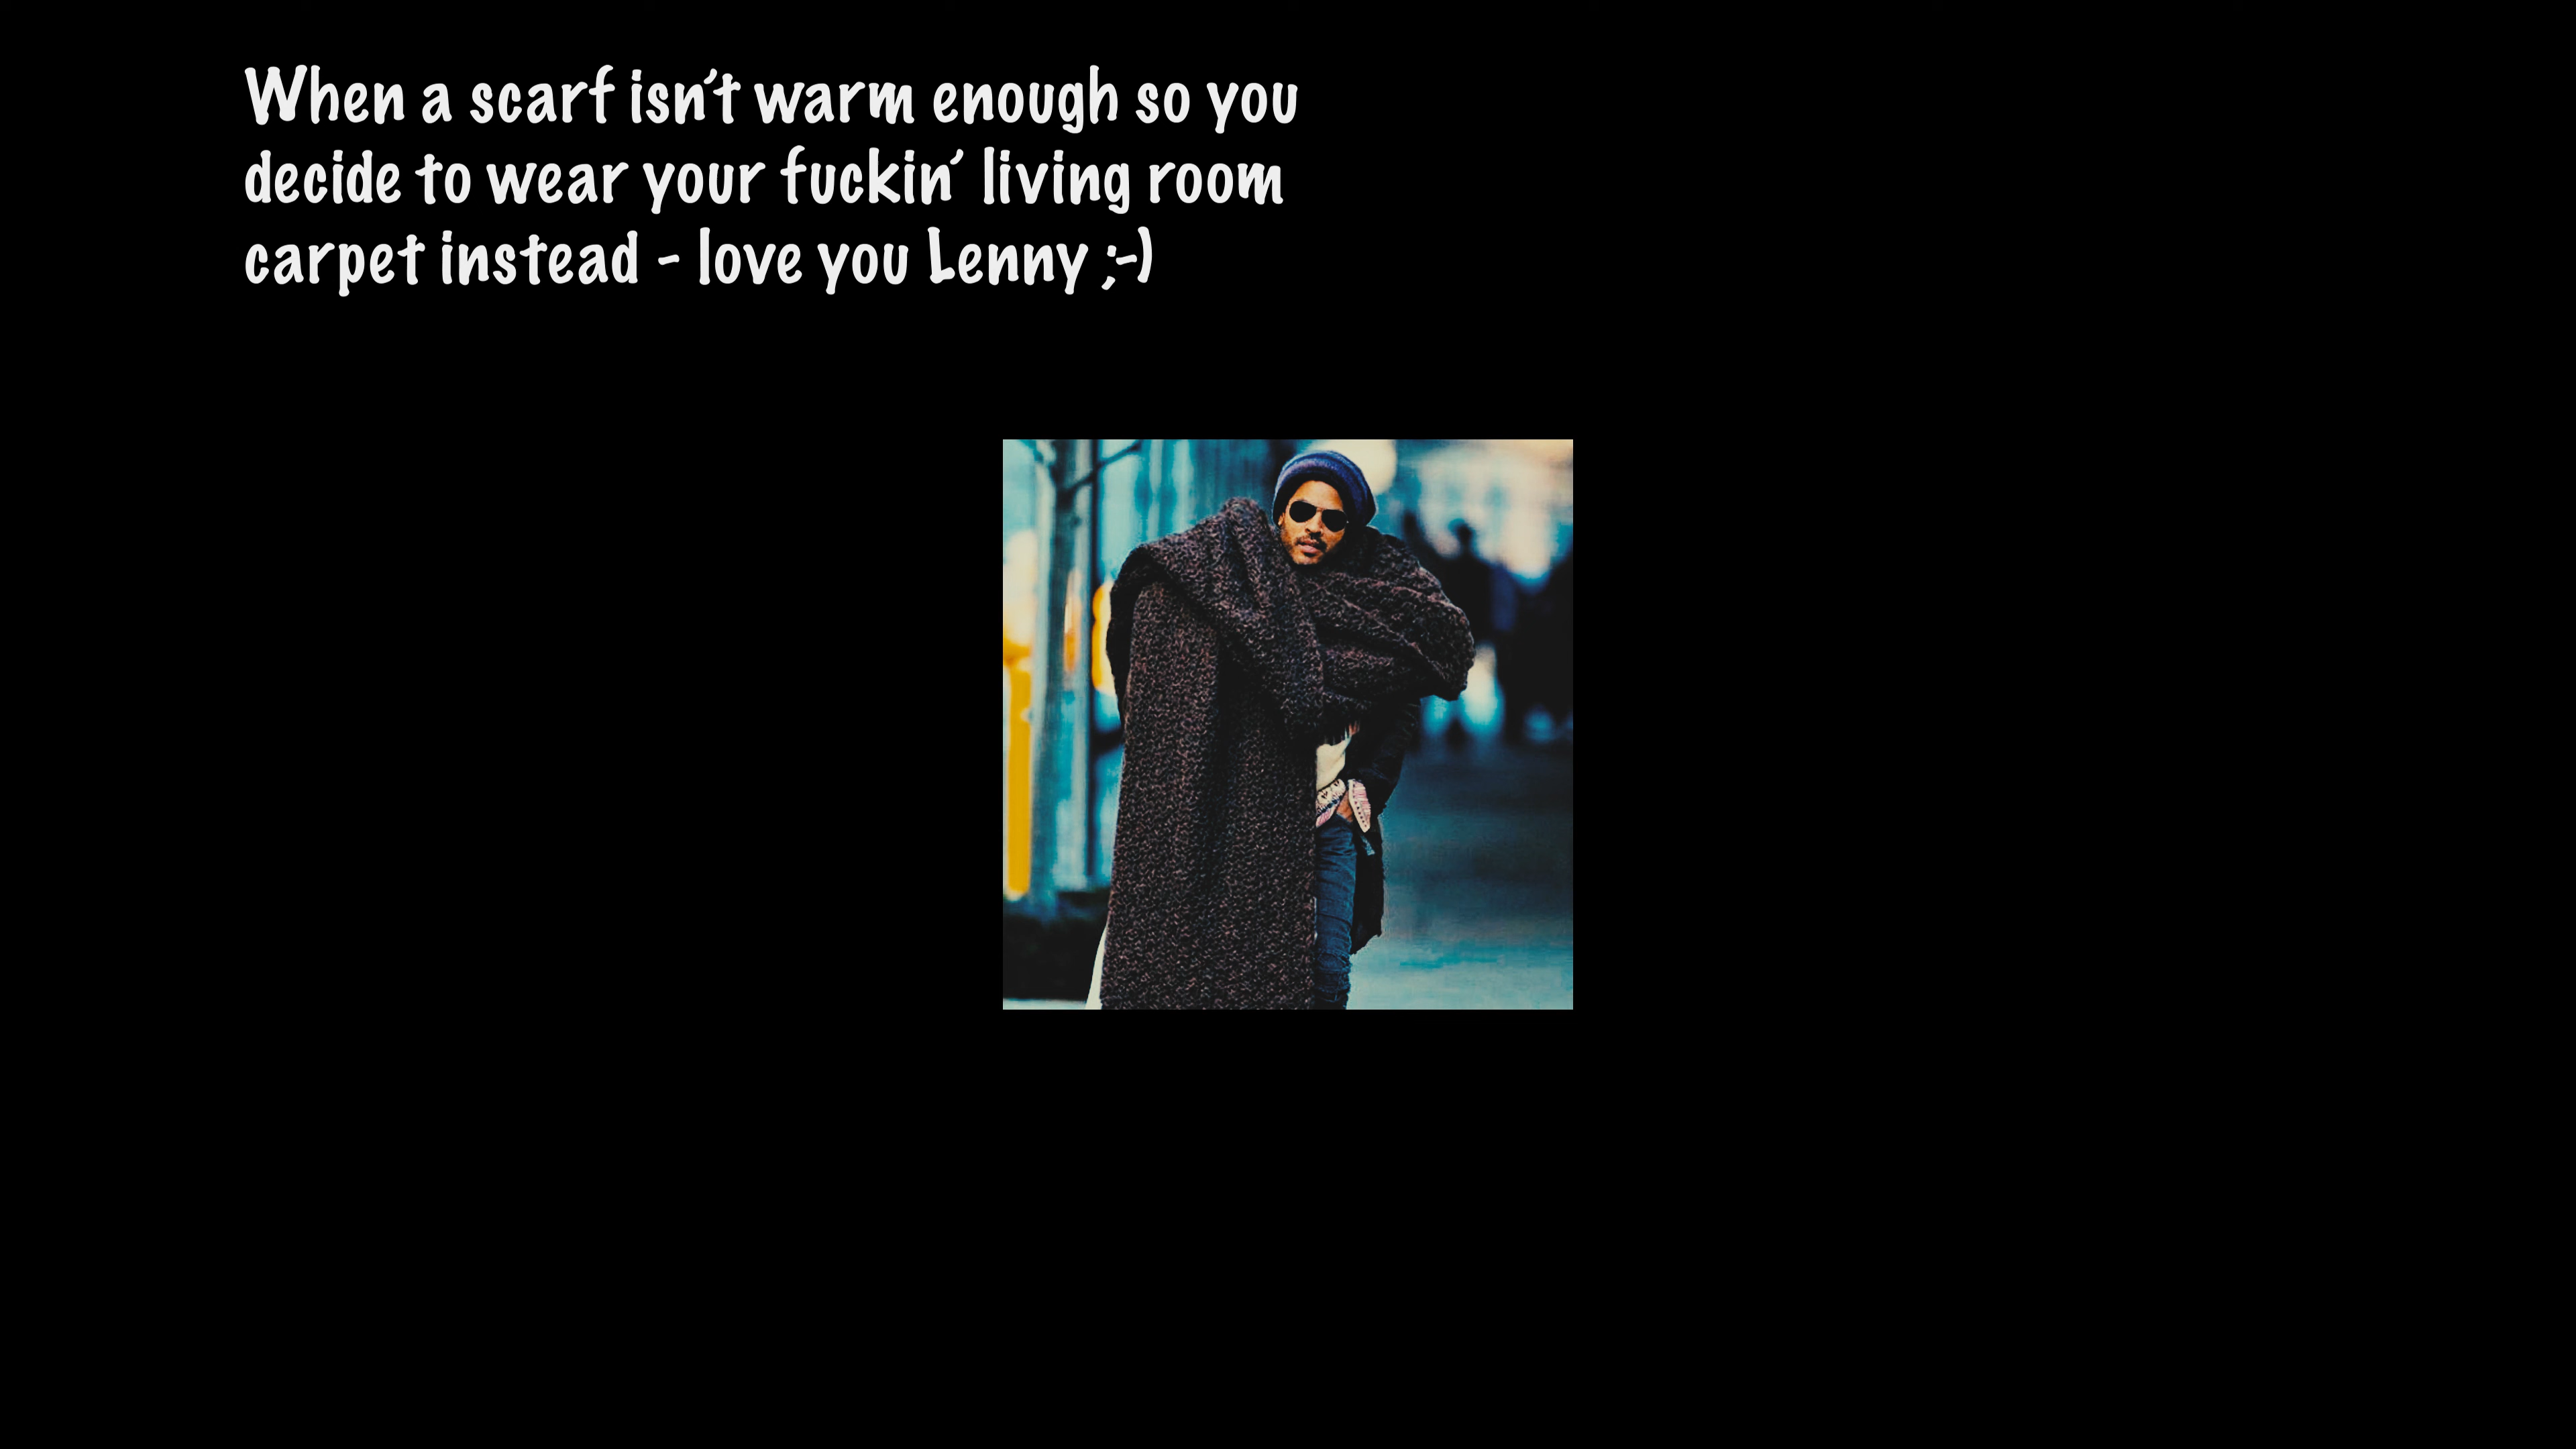 When a scarf isn’t warm enough so you
decide to wear your fuckin’ living room
carpet instead - love you Lenny ;-)